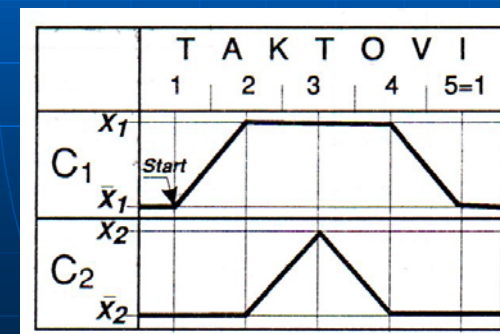 T A K T O V I
1 2 3 4 5=1
X1
C1 Start
X̄1
X2
C2
X̄2